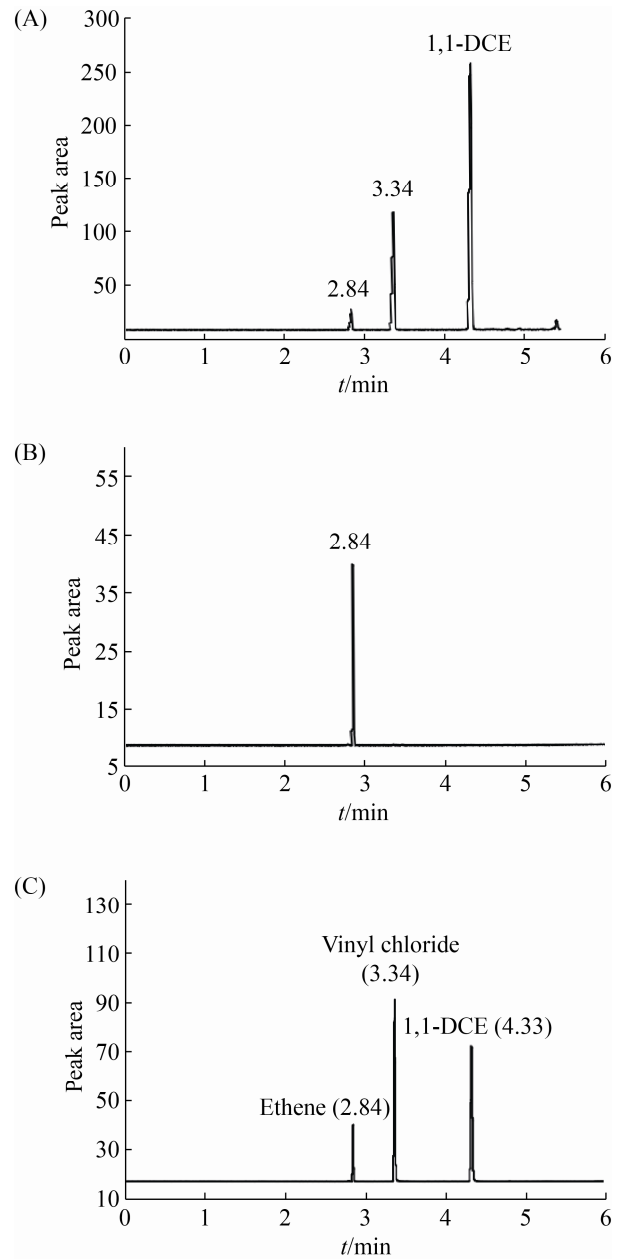 (A)
300
250
200
150
100
50
Peak area
1,1-DCE
3.34
2.84
0 1 2 3 4 5 6
t/min
(B)
55
45
35
25
15
5
Peak area
2.84
0 1 2 3 4 5 6
t/min
(C)
130
110
90
70
50
30
10
Peak area
Vinyl chloride
(3.34)
1,1-DCE (4.33)
Ethene (2.84)
0 1 2 3 4 5 6
t/min